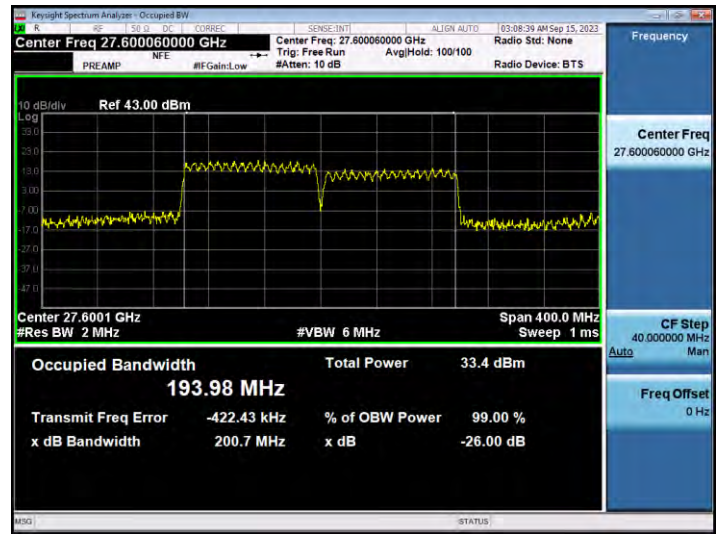 Keysight Spectrum Analyzer - Occupied BW
R RF 50 Ω DC CORREC SENSE:INT ALIGN AUTO 03:08:39 AM Sep 15, 2023
Center Freq 27.600060000 GHz Center Freq: 27.600060000 GHz Radio Std: None
NFE Trig: Free Run Avg|Hold: 100/100
PREAMP #IFGain:Low #Atten: 10 dB Radio Device: BTS
Frequency
10 dB/div Ref 43.00 dBm
Log
33.0
23.0
13.0
3.00
-7.00
-17.0
-27.0
-37.0
-47.0
Center 27.6001 GHz Span 400.0 MHz
#Res BW 2 MHz #VBW 6 MHz Sweep 1 ms
Occupied Bandwidth Total Power 33.4 dBm
193.98 MHz
Transmit Freq Error -422.43 kHz % of OBW Power 99.00 %
x dB Bandwidth 200.7 MHz x dB -26.00 dB
Center Freq
27.600060000 GHz
CF Step
40.000000 MHz
Auto Man
Freq Offset
0 Hz
MSG STATUS